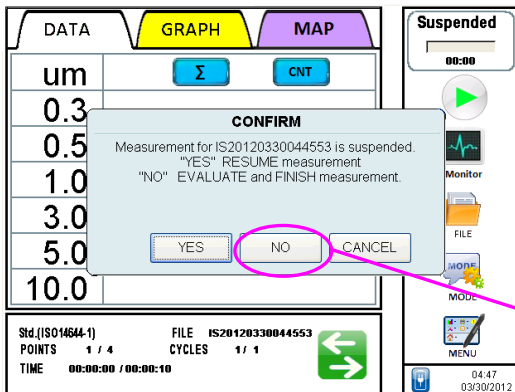 DATA GRAPH MAP
um Σ CNT
0.3
0.5
1.0
3.0
5.0
10.0
CONFIRM
Measurement for IS20120330044553 is suspended.
"YES" RESUME measurement
"NO" EVALUATE and FINISH measurement.
YES NO CANCEL
Std.(ISO14644-1) FILE IS20120330044553
POINTS 1 / 4 CYCLES 1 / 1
TIME 00:00:00 / 00:00:10
Suspended
00:00
Monitor
FILE
MODE
MODE
MENU
04:47
03/30/2012